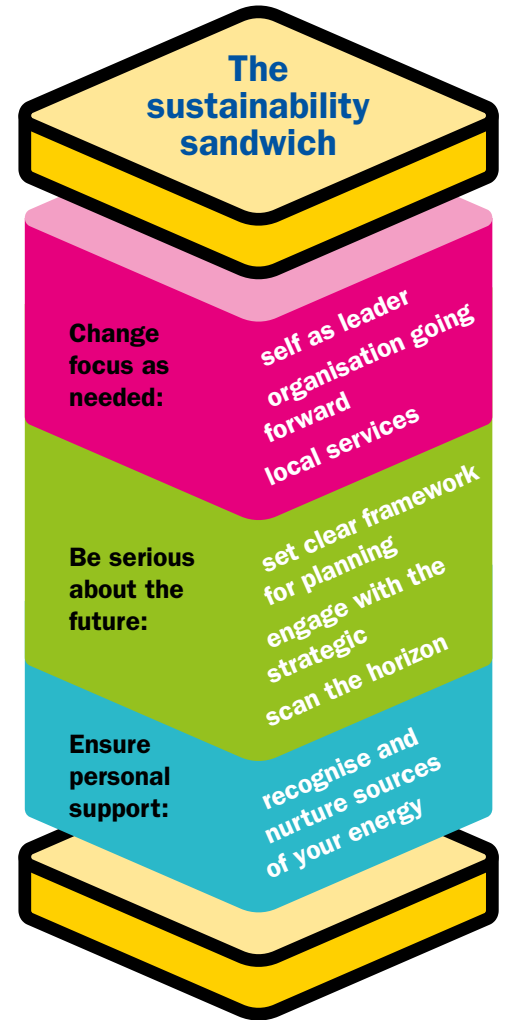 The
sustainability
sandwich
Change
focus as
needed:
self as leader
organisation going
forward
local services
Be serious
about the
future:
set clear framework
for planning
engage with the
strategic
scan the horizon
Ensure
personal
support:
recognise and
nurture sources
of your energy